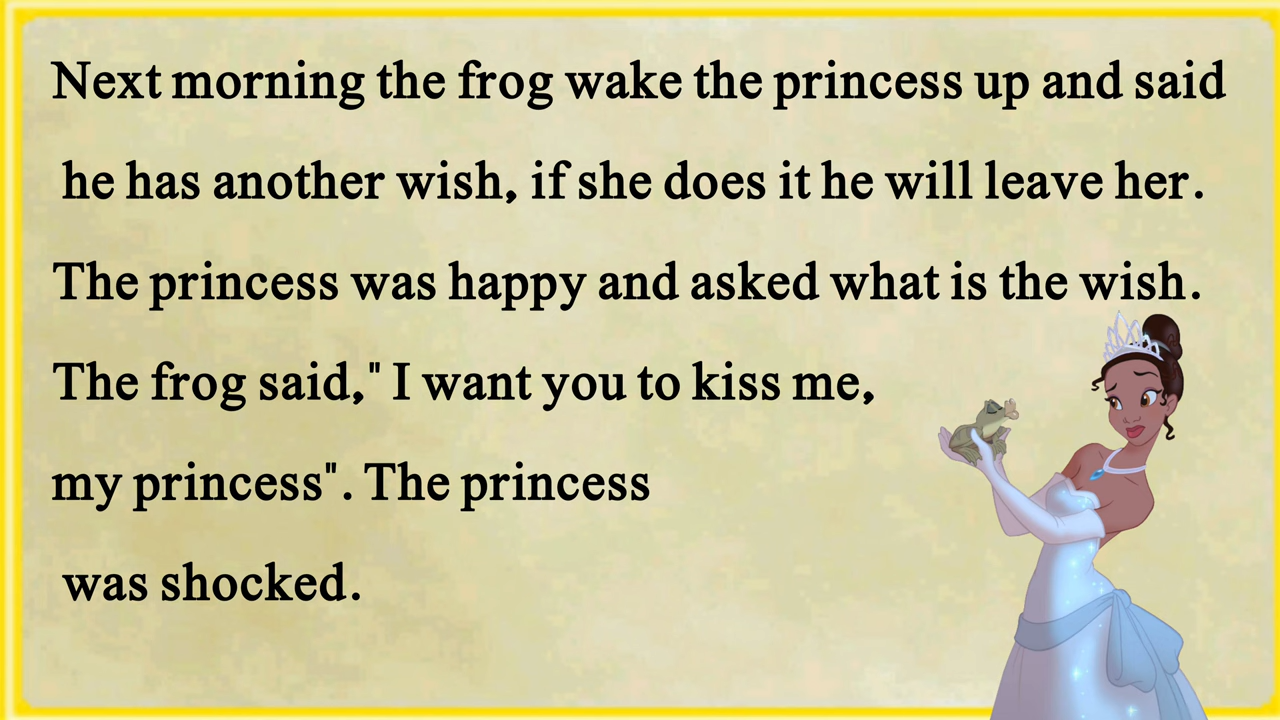 Next morning the frog wake the princess up and said
he has another wish, if she does it he will leave her.
The princess was happy and asked what is the wish.
The frog said," I want you to kiss me,
my princess". The princess
was shocked.